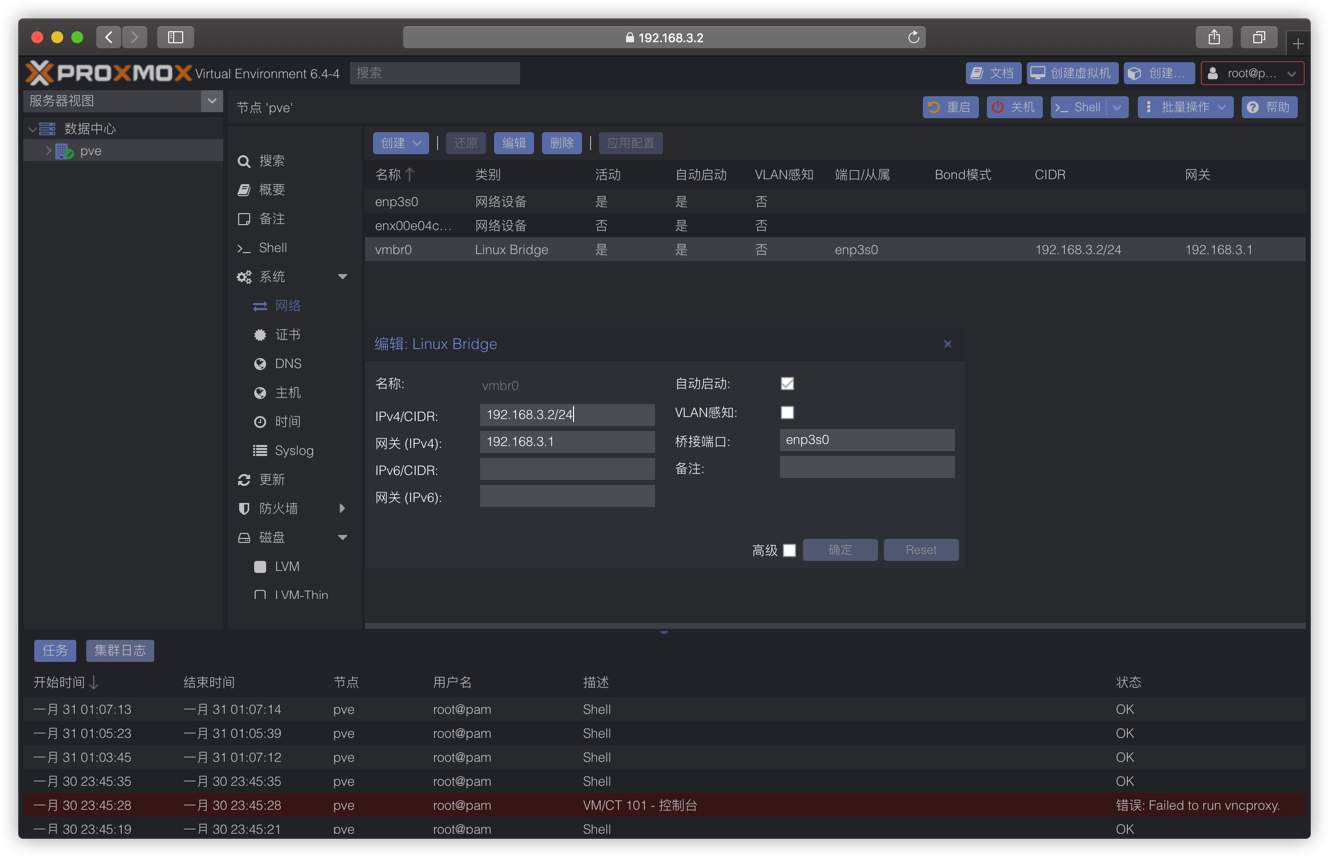 192.168.3.2
PROXMOX Virtual Environment 6.4-4 搜索 文档 创建虚拟机 创建... root@p...
服务器视图
数据中心
pve
节点 'pve' 重启 关机 Shell 批量操作 帮助
搜索
概要
备注
Shell
系统
网络
证书
DNS
主机
时间
Syslog
更新
防火墙
磁盘
LVM
LVM-Thin
创建 还原 编辑 删除 应用配置
名称 类别 活动 自动启动 VLAN感知 端口/从属 Bond模式 CIDR 网关
enp3s0 网络设备 是 是 否
enx00e04c... 网络设备 否 是 否
vmbr0 Linux Bridge 是 是 否 enp3s0 192.168.3.2/24 192.168.3.1
编辑: Linux Bridge
名称: vmbr0
IPv4/CIDR: 192.168.3.2/24
网关 (IPv4): 192.168.3.1
IPv6/CIDR:
网关 (IPv6):
自动启动:
VLAN感知:
桥接端口: enp3s0
备注:
高级 确定 Reset
任务 集群日志
开始时间 结束时间 节点 用户名 描述 状态
一月 31 01:07:13 一月 31 01:07:14 pve root@pam Shell OK
一月 31 01:05:23 一月 31 01:05:39 pve root@pam Shell OK
一月 31 01:03:45 一月 31 01:07:12 pve root@pam Shell OK
一月 30 23:45:35 一月 30 23:45:35 pve root@pam Shell OK
一月 30 23:45:28 一月 30 23:45:28 pve root@pam VM/CT 101 - 控制台 错误: Failed to run vncproxy.
一月 30 23:45:19 一月 30 23:45:21 pve root@pam Shell OK